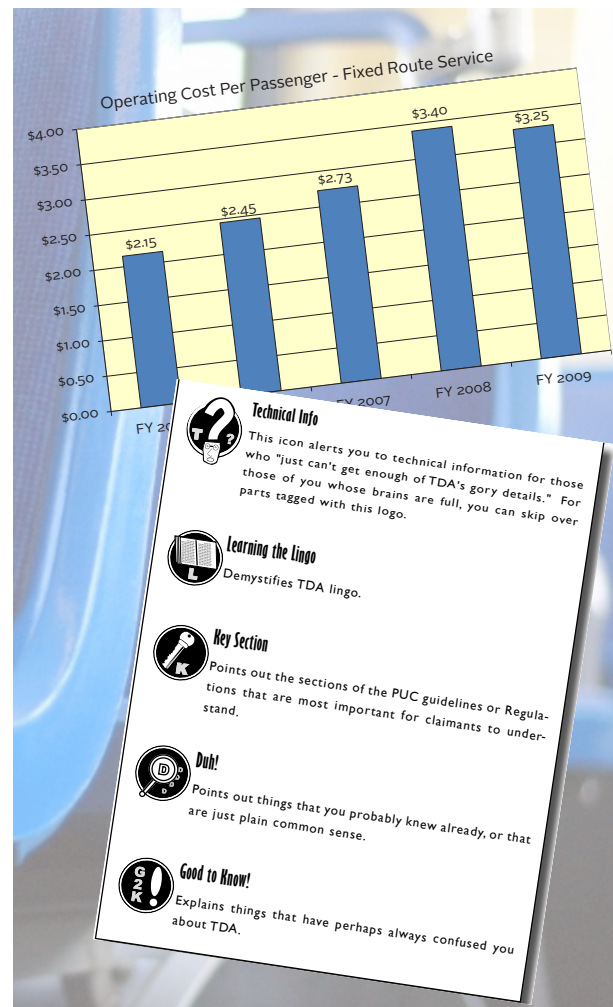 Operating Cost Per Passenger - Fixed Route Service
$4.00
$3.50
$3.00
$2.50
$2.00
$1.50
$1.00
$0.50
$0.00
$2.15
$2.45
$2.73
$3.40
$3.25
FY 2007
FY 2008
FY 2009
Technical Info
T ?
This icon alerts you to technical information for those
who "just can't get enough of TDA's gory details." For
those of you whose brains are full, you can skip over
parts tagged with this logo.
Learning the Lingo
L
Demystifies TDA lingo.
Key Section
K
Points out the sections of the PUC guidelines or Regula-
tions that are most important for claimants to under-
stand.
Duh!
D D D D D
Points out things that you probably knew already, or that
are just plain common sense.
Good to Know!
G2K!
Explains things that have perhaps always confused you
about TDA.